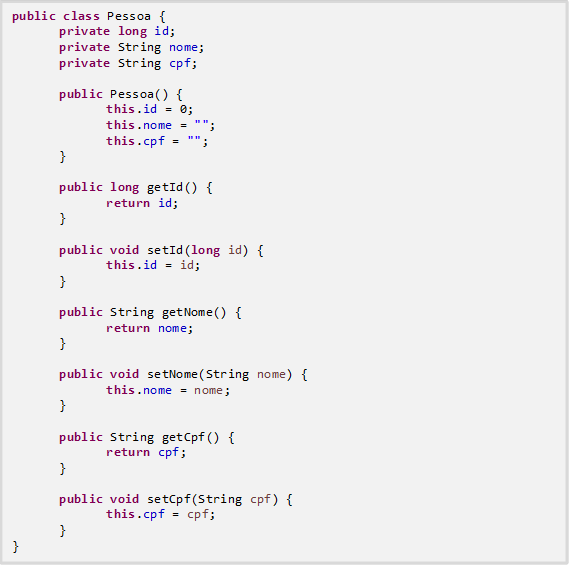 public class Pessoa {
private long id;
private String nome;
private String cpf;
public Pessoa() {
this.id = 0;
this.nome = "";
this.cpf = "";
}
public long getId() {
return id;
}
public void setId(long id) {
this.id = id;
}
public String getNome() {
return nome;
}
public void setNome(String nome) {
this.nome = nome;
}
public String getCpf() {
return cpf;
}
public void setCpf(String cpf) {
this.cpf = cpf;
}
}